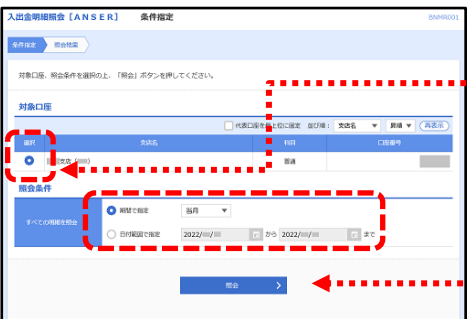 入出金明細照会［ＡＮＳＥＲ］ 条件指定 BNMR001
条件指定 照会結果
対象口座、照会条件を選択の上、「照会」ボタンを押してください。
対象口座
代表口座を最上位に固定 並び順： 支店名 昇順 再表示
選択 支店名 科目 口座番号
支店 ( ) 普通
照会条件
すべての明細を照会
期間で指定 当月
日付範囲で指定 2022/ / から 2022/ / まで
照会